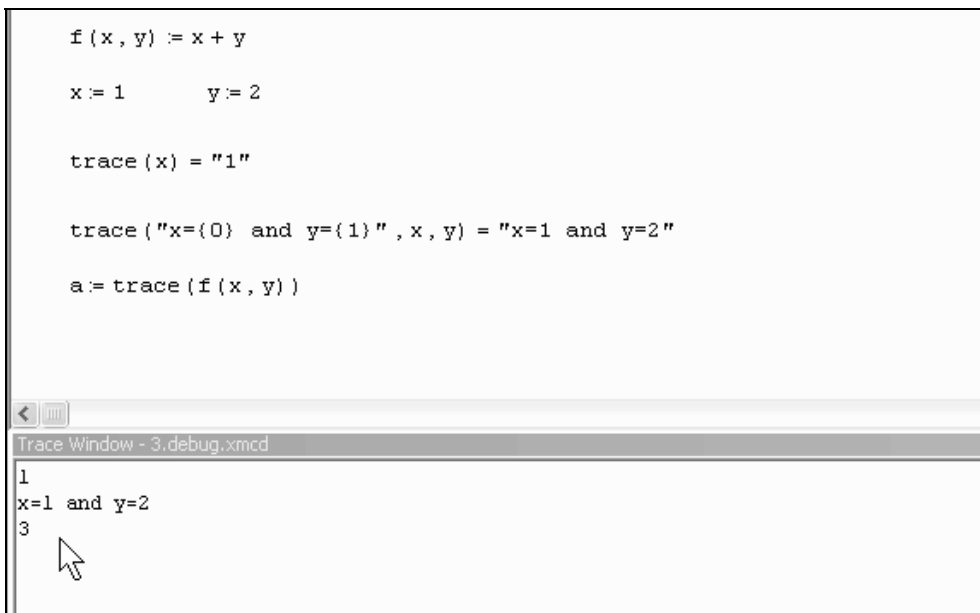 f(x, y) := x + y
x := 1 y := 2
trace(x) = "1"
trace("x={0} and y={1}", x, y) = "x=1 and y=2"
a := trace(f(x, y))
Trace Window - 3.debug.xmcd
1
x=1 and y=2
3